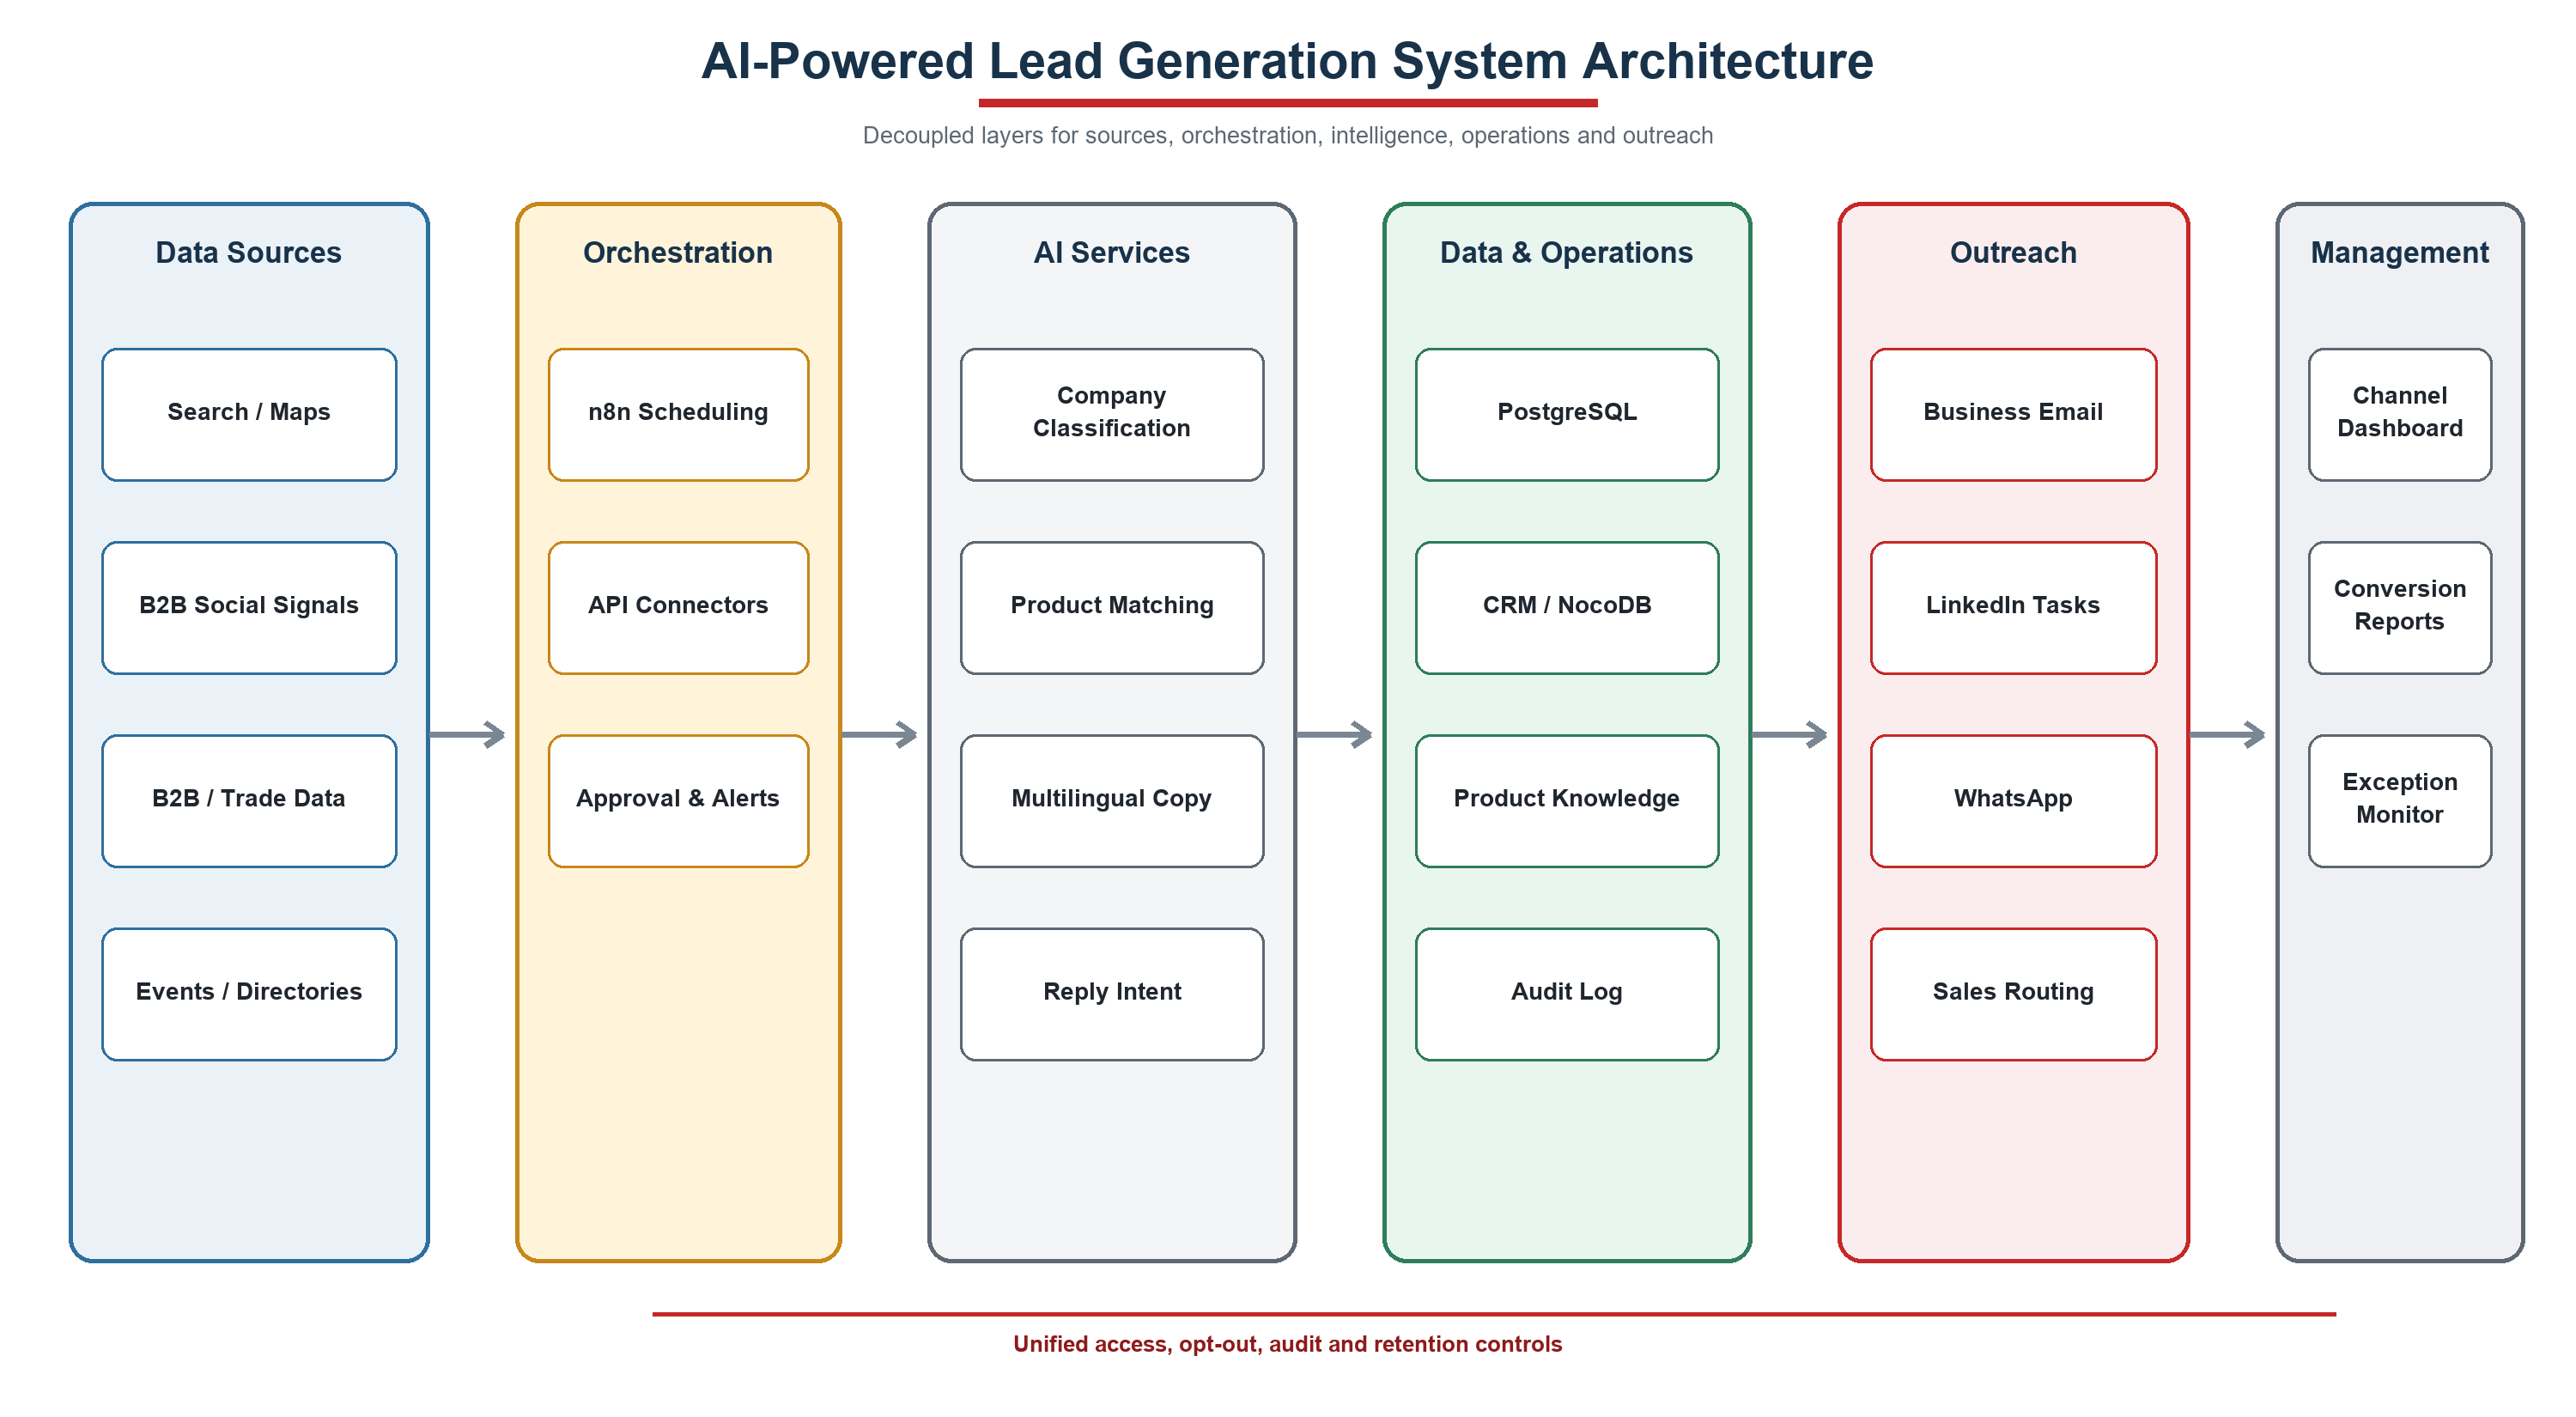 AI-Powered Lead Generation System Architecture
Decoupled layers for sources, orchestration, intelligence, operations and outreach
Data Sources
Search / Maps
B2B Social Signals
B2B / Trade Data
Events / Directories
Orchestration
n8n Scheduling
API Connectors
Approval & Alerts
AI Services
Company
Classification
Product Matching
Multilingual Copy
Reply Intent
Data & Operations
PostgreSQL
CRM / NocoDB
Product Knowledge
Audit Log
Outreach
Business Email
LinkedIn Tasks
WhatsApp
Sales Routing
Management
Channel
Dashboard
Conversion
Reports
Exception
Monitor
Unified access, opt-out, audit and retention controls